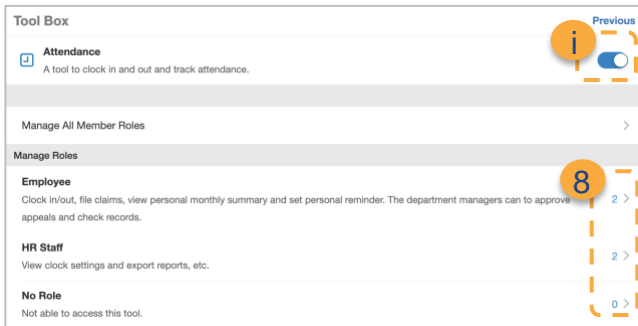 Tool Box
Previous
i
Attendance
A tool to clock in and out and track attendance.
Manage All Member Roles
Manage Roles
8
Employee
Clock in/out, file claims, view personal monthly summary and set personal reminder. The department managers can to approve
appeals and check records.
2
HR Staff
View clock settings and export reports, etc.
2
No Role
Not able to access this tool.
0